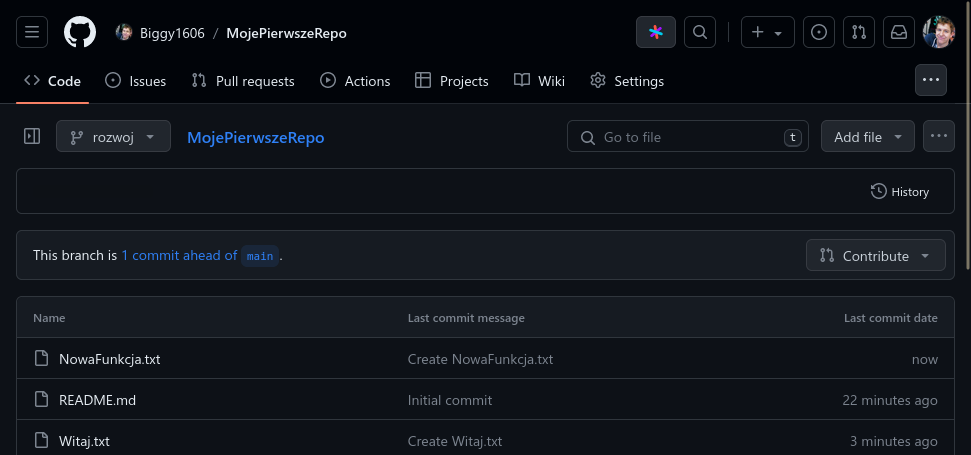 Biggy1606 / MojePierwszeRepo
Code Issues Pull requests Actions Projects Wiki Settings
rozwoj MojePierwszeRepo Go to file t Add file
History
This branch is 1 commit ahead of main. Contribute
Name Last commit message Last commit date
NowaFunkcja.txt Create NowaFunkcja.txt now
README.md Initial commit 22 minutes ago
Witaj.txt Create Witaj.txt 3 minutes ago